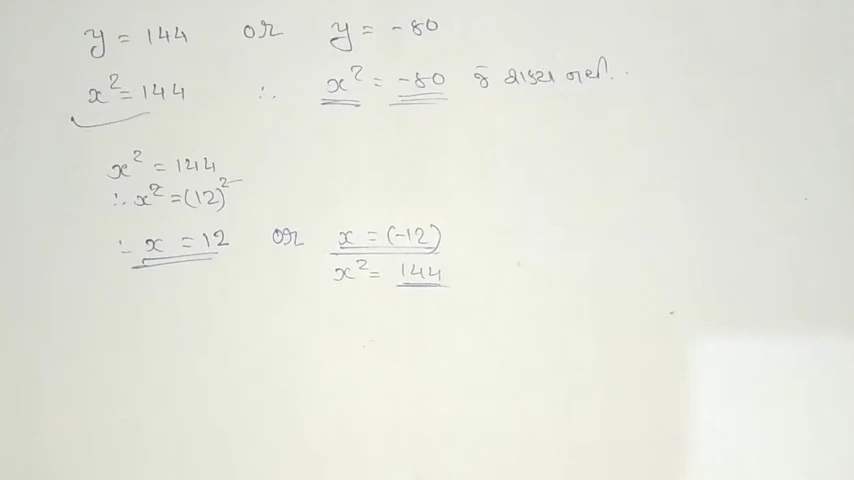 y = 144 or y = -80
x² = 144 ∴ x² = -80 જે શક્ય નથી..
x² = 144
∴ x² = (12)²
∴ x = 12 or x = (-12)
x² = 144